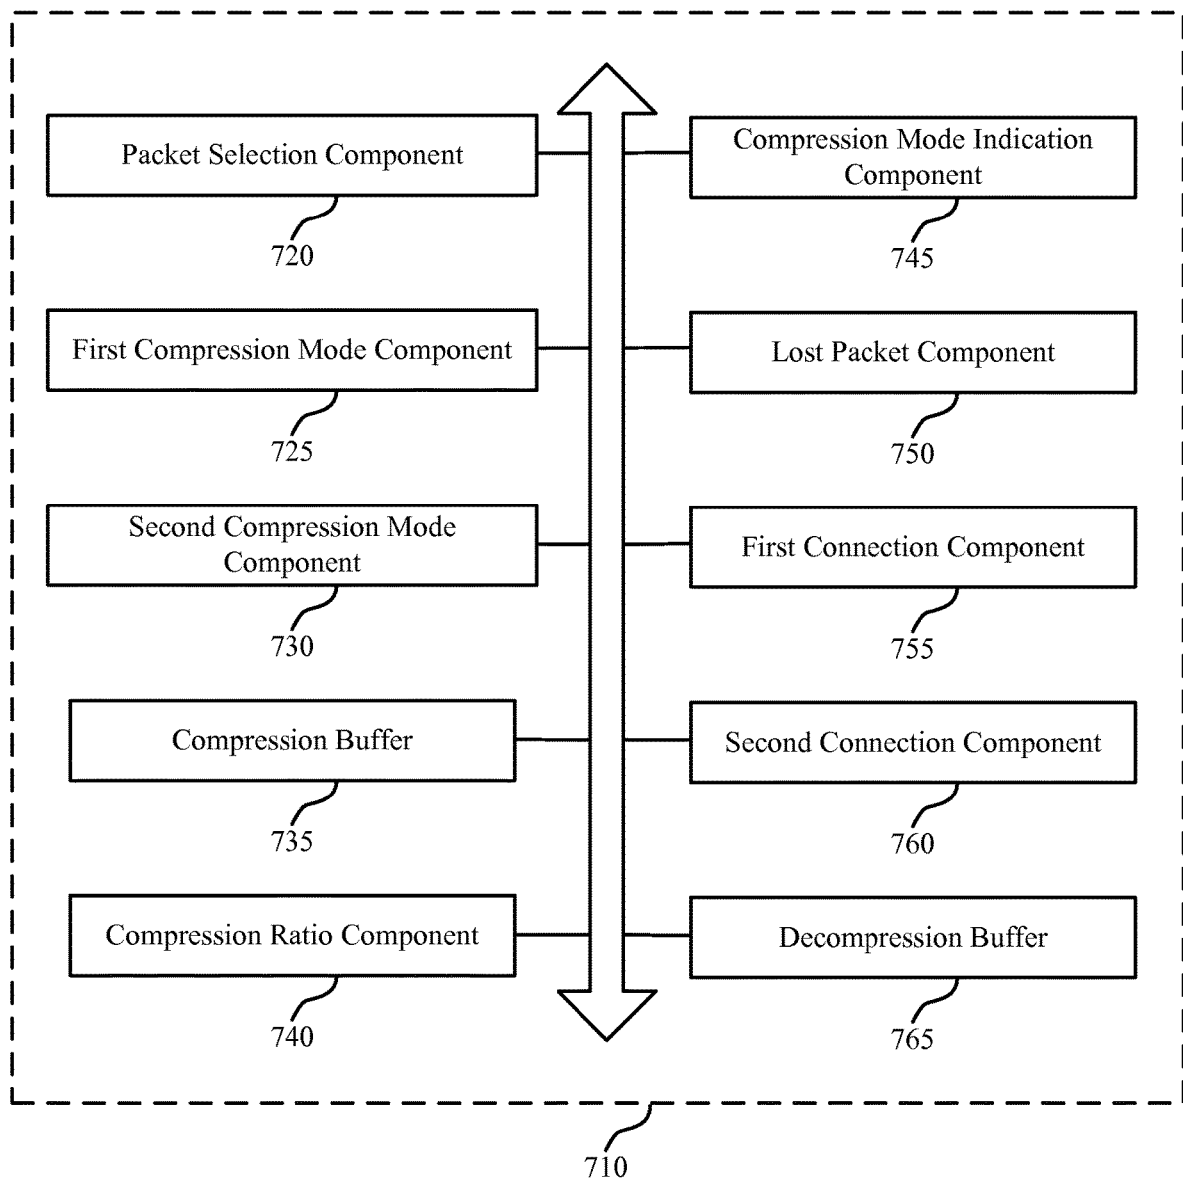 Packet Selection Component
720
First Compression Mode Component
725
Second Compression Mode
Component
730
Compression Buffer
735
Compression Ratio Component
740
Compression Mode Indication
Component
745
Lost Packet Component
750
First Connection Component
755
Second Connection Component
760
Decompression Buffer
765
710